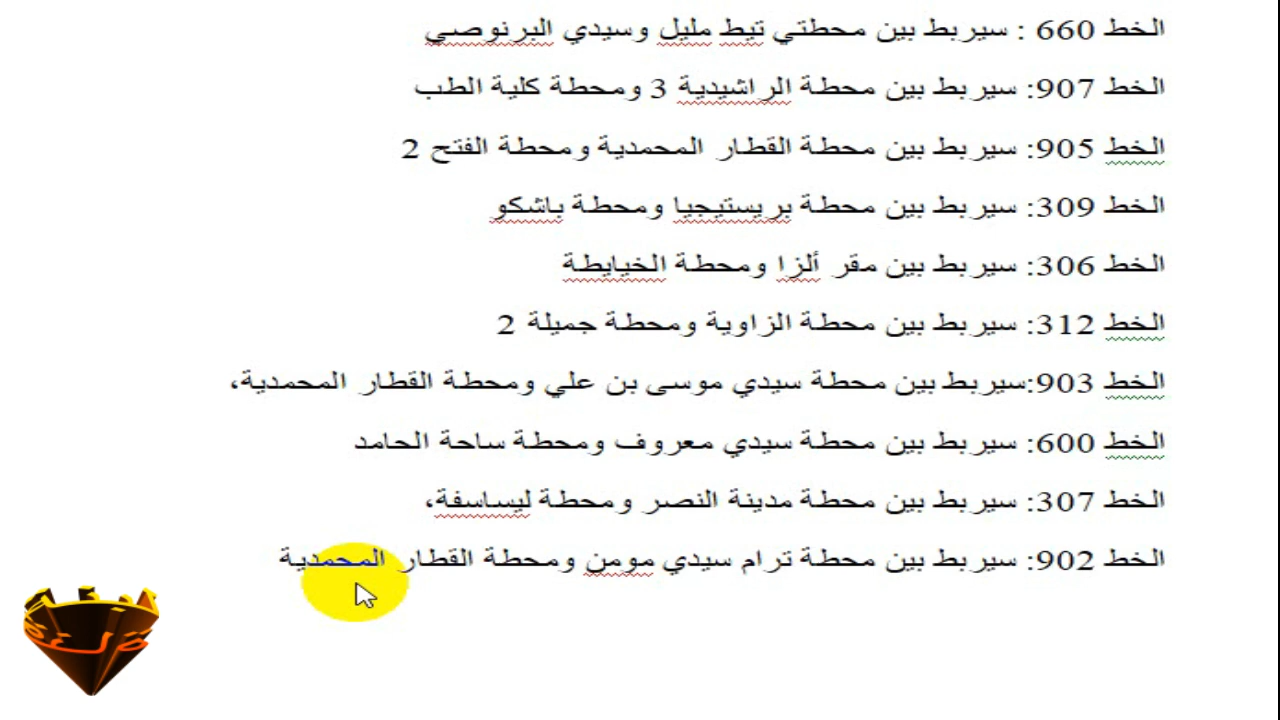 الخط 660 : سيربط بين محطتي تيط مليل وسيدي البرنوصي
الخط 907: سيربط بين محطة الراشيدية 3 ومحطة كلية الطب
الخط 905: سيربط بين محطة القطار المحمدية ومحطة الفتح 2
الخط 309: سيربط بين محطة بريستيجيا ومحطة باشكو
الخط 306: سيربط بين مقر ألزا ومحطة الخيايطة
الخط 312: سيربط بين محطة الزاوية ومحطة جميلة 2
الخط 903:سيربط بين محطة سيدي موسى بن علي ومحطة القطار المحمدية،
الخط 600: سيربط بين محطة سيدي معروف ومحطة ساحة الحامد
الخط 307: سيربط بين محطة مدينة النصر ومحطة ليساسفة،
الخط 902: سيربط بين محطة ترام سيدي مومن ومحطة القطار المحمدية